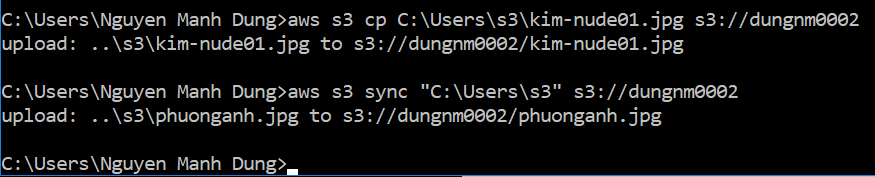 C:\Users\Nguyen Manh Dung>aws s3 cp C:\Users\s3\kim-nude01.jpg s3://dungnm0002
upload: ..\s3\kim-nude01.jpg to s3://dungnm0002/kim-nude01.jpg
C:\Users\Nguyen Manh Dung>aws s3 sync "C:\Users\s3" s3://dungnm0002
upload: ..\s3\phuonganh.jpg to s3://dungnm0002/phuonganh.jpg
C:\Users\Nguyen Manh Dung>